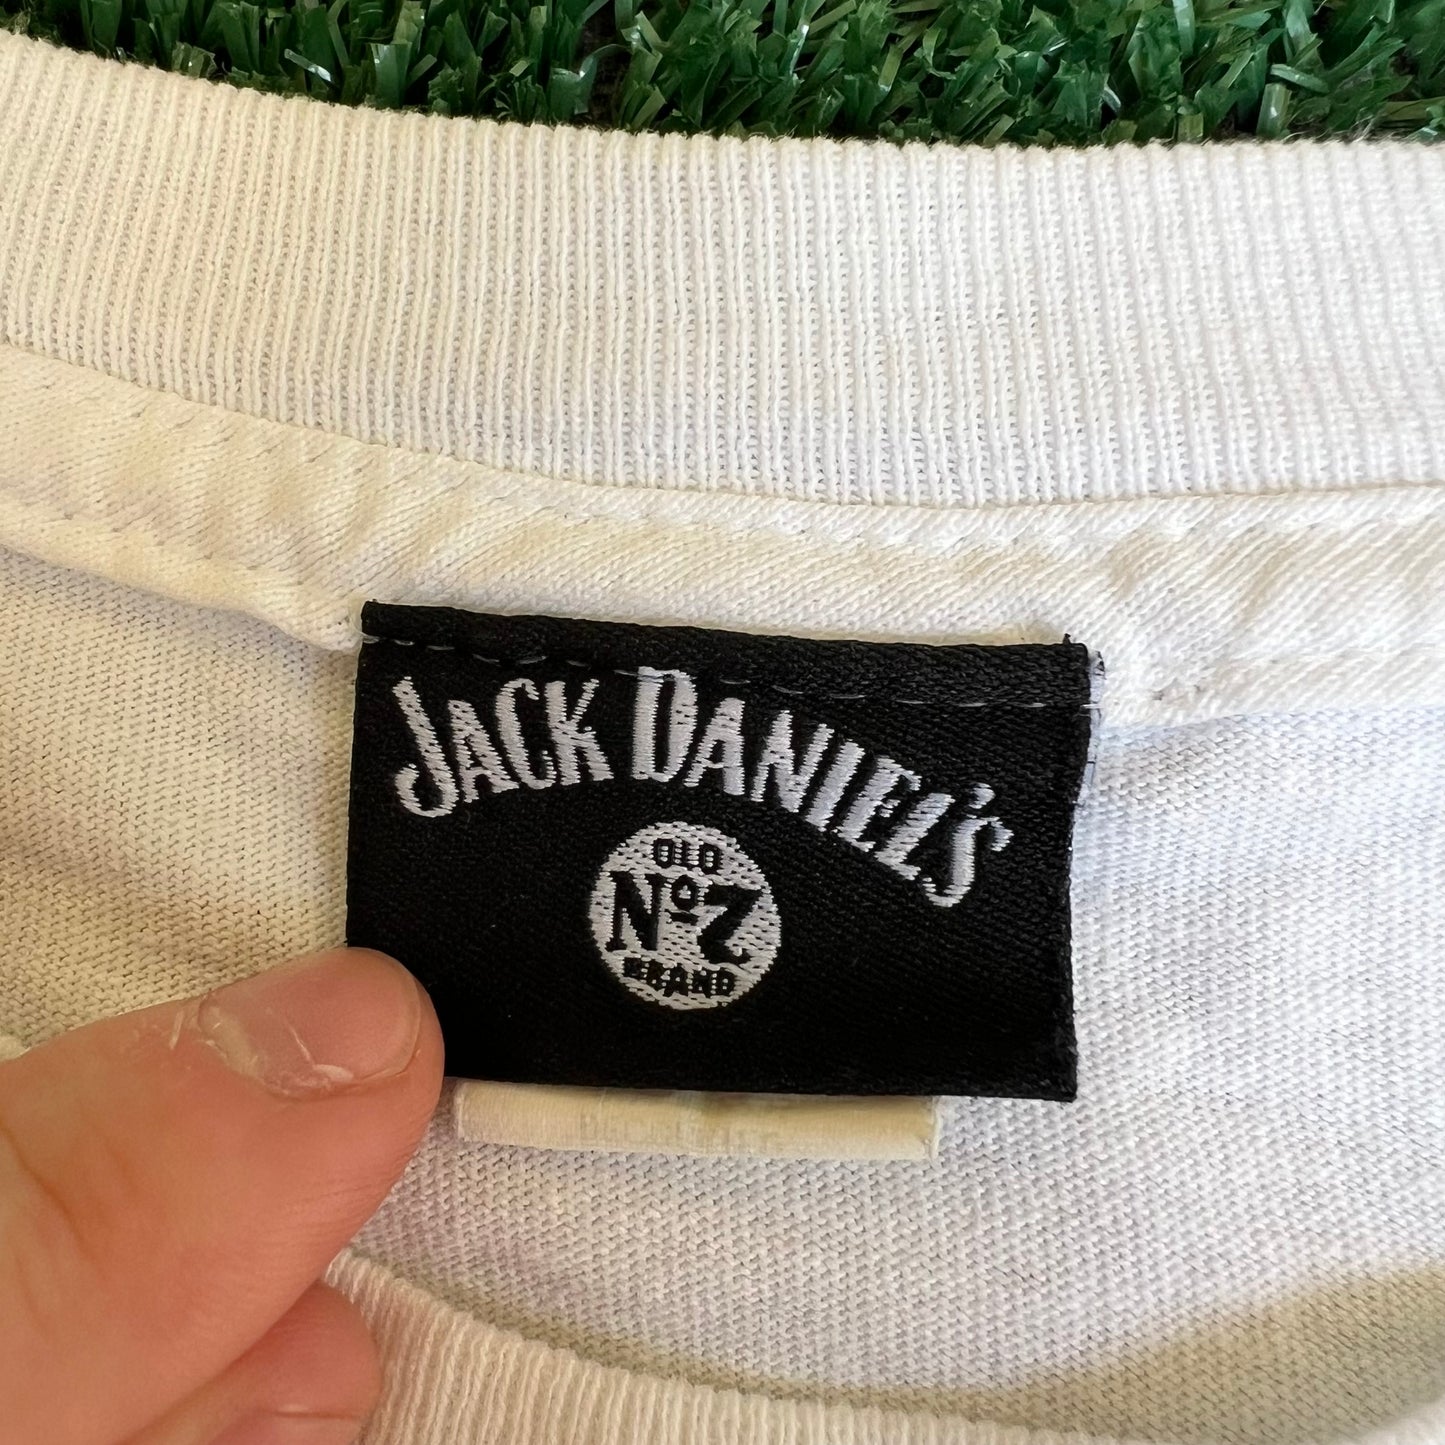 JACK DANIEL'S
OLD
Nº 7
BRAND